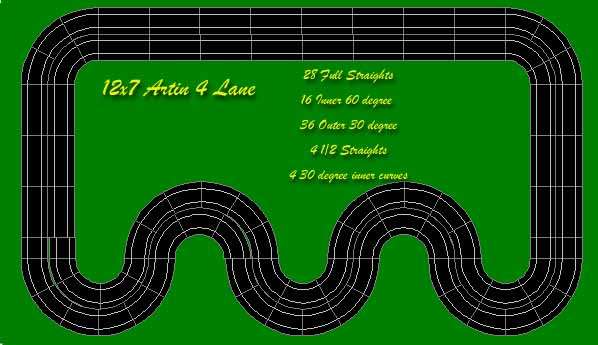 12x7 Artin 4 Lane
28 Full Straights
16 Inner 60 degree
36 Outer 30 degree
4 1/2 Straights
4 30 degree inner curves